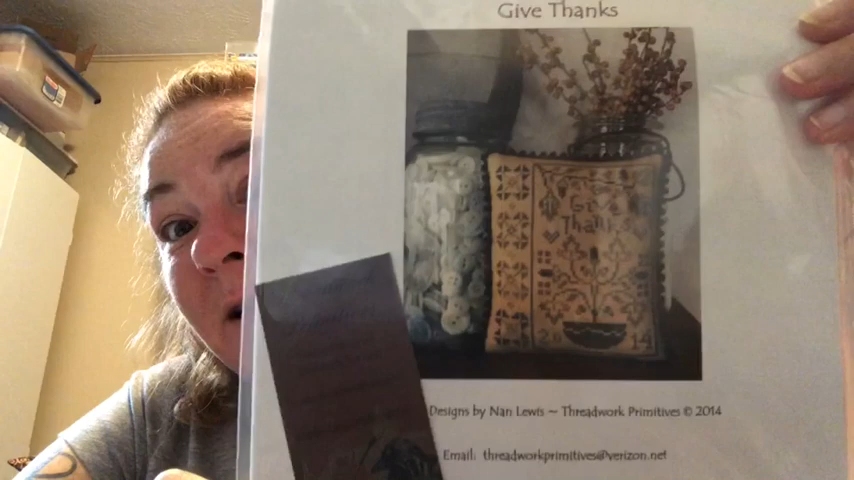 Give Thanks
Give
Thanks
20 14
Designs by Nan Lewis ~ Threadwork Primitives © 2014
Email: threadworkprimitives@verizon.net